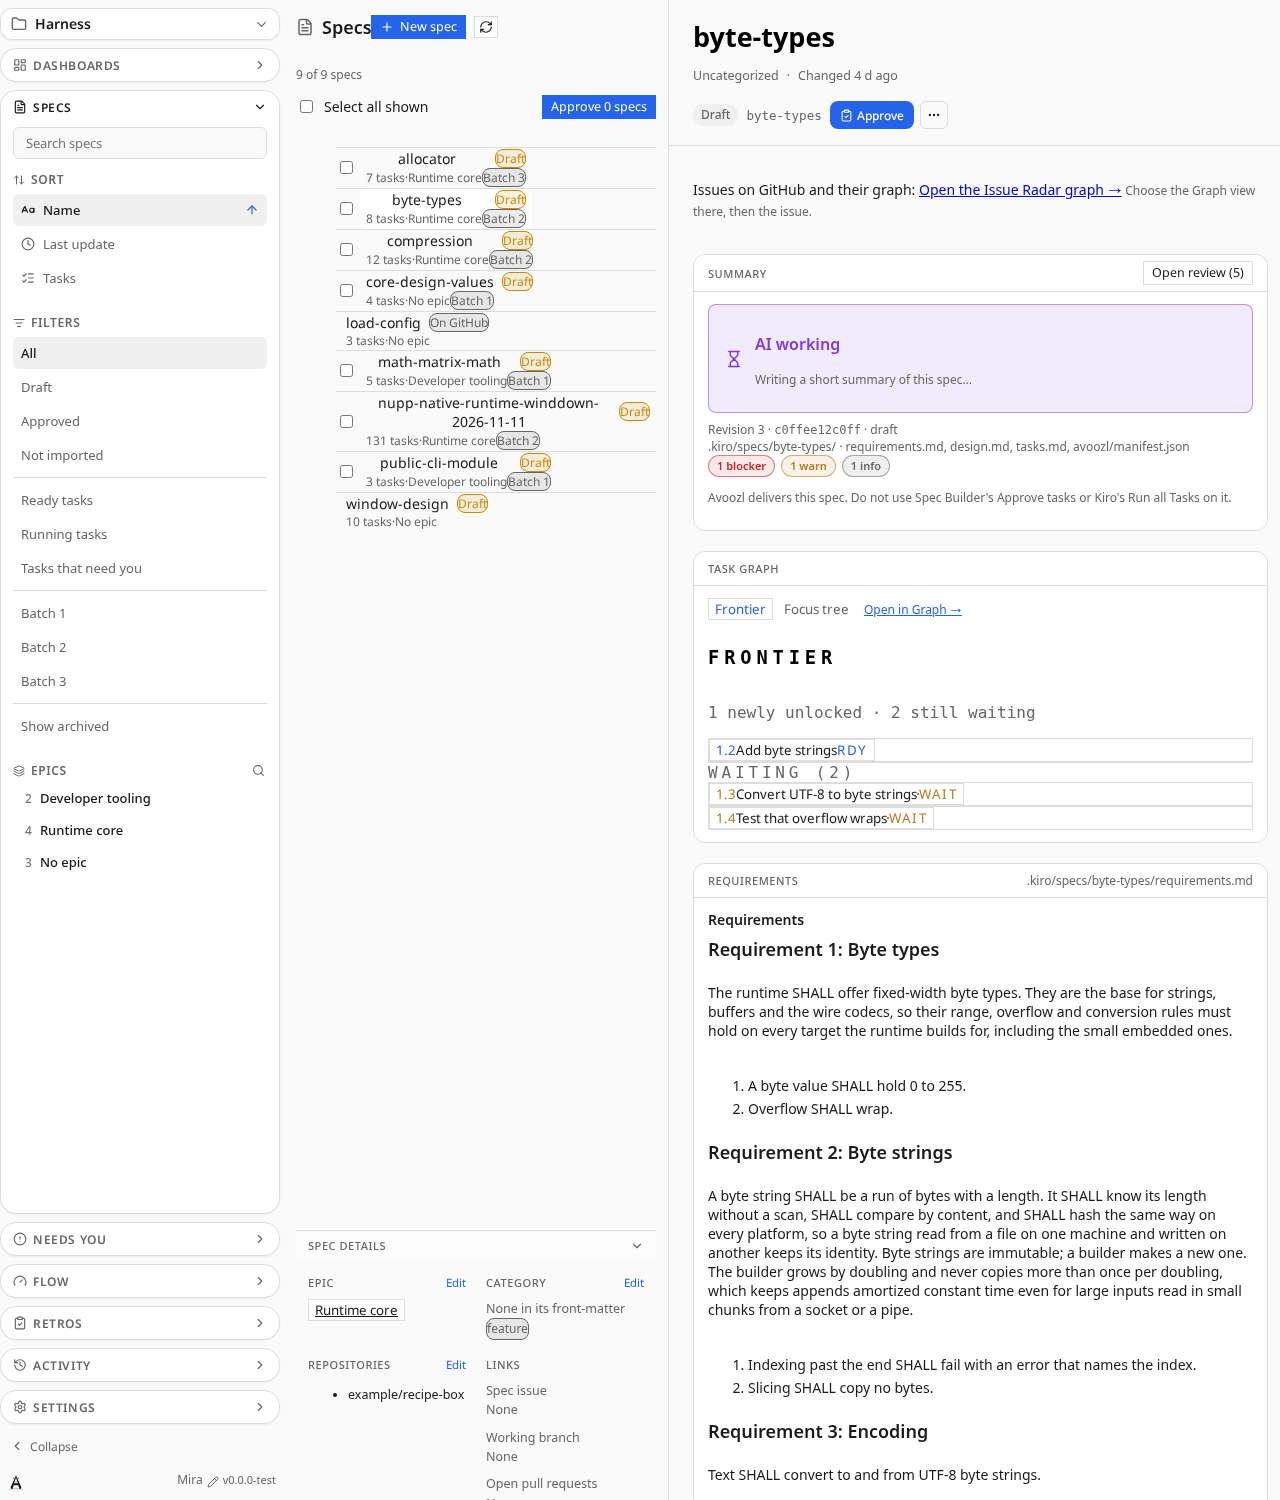 Harness
DASHBOARDS
SPECS
Search specs
SORT
Name
Last update
Tasks
FILTERS
All
Draft
Approved
Not imported
Ready tasks
Running tasks
Tasks that need you
Batch 1
Batch 2
Batch 3
Show archived
EPICS
2 Developer tooling
4 Runtime core
3 No epic
NEEDS YOU
FLOW
RETROS
ACTIVITY
SETTINGS
Collapse
Mira v0.0.0-test
Specs
New spec
9 of 9 specs
Select all shown
Approve 0 specs
allocator Draft
7 tasks·Runtime core Batch 3
byte-types Draft
8 tasks·Runtime core Batch 2
compression Draft
12 tasks·Runtime core Batch 2
core-design-values Draft
4 tasks·No epic Batch 1
load-config On GitHub
3 tasks·No epic
math-matrix-math Draft
5 tasks·Developer tooling Batch 1
nupp-native-runtime-winddown-
2026-11-11 Draft
131 tasks·Runtime core Batch 2
public-cli-module Draft
3 tasks·Developer tooling Batch 1
window-design Draft
10 tasks·No epic
SPEC DETAILS
EPIC Edit
Runtime core
CATEGORY Edit
None in its front-matter
feature
REPOSITORIES Edit
• example/recipe-box
LINKS
Spec issue
None
Working branch
None
Open pull requests
byte-types
Uncategorized · Changed 4 d ago
Draft byte-types Approve
Issues on GitHub and their graph: Open the Issue Radar graph → Choose the Graph view
there, then the issue.
SUMMARY
Open review (5)
AI working
Writing a short summary of this spec…
Revision 3 · c0ffee12c0ff · draft
.kiro/specs/byte-types/ · requirements.md, design.md, tasks.md, avoozl/manifest.json
1 blocker 1 warn 1 info
Avoozl delivers this spec. Do not use Spec Builder's Approve tasks or Kiro's Run all Tasks on it.
TASK GRAPH
Frontier Focus tree Open in Graph →
FRONTIER
1 newly unlocked · 2 still waiting
1.2 Add byte strings RDY
WAITING (2)
1.3 Convert UTF-8 to byte strings· WAIT
1.4 Test that overflow wraps· WAIT
REQUIREMENTS
.kiro/specs/byte-types/requirements.md
Requirements
Requirement 1: Byte types
The runtime SHALL offer fixed-width byte types. They are the base for strings,
buffers and the wire codecs, so their range, overflow and conversion rules must
hold on every target the runtime builds for, including the small embedded ones.
1. A byte value SHALL hold 0 to 255.
2. Overflow SHALL wrap.
Requirement 2: Byte strings
A byte string SHALL be a run of bytes with a length. It SHALL know its length
without a scan, SHALL compare by content, and SHALL hash the same way on
every platform, so a byte string read from a file on one machine and written on
another keeps its identity. Byte strings are immutable; a builder makes a new one.
The builder grows by doubling and never copies more than once per doubling,
which keeps appends amortized constant time even for large inputs read in small
chunks from a socket or a pipe.
1. Indexing past the end SHALL fail with an error that names the index.
2. Slicing SHALL copy no bytes.
Requirement 3: Encoding
Text SHALL convert to and from UTF-8 byte strings.